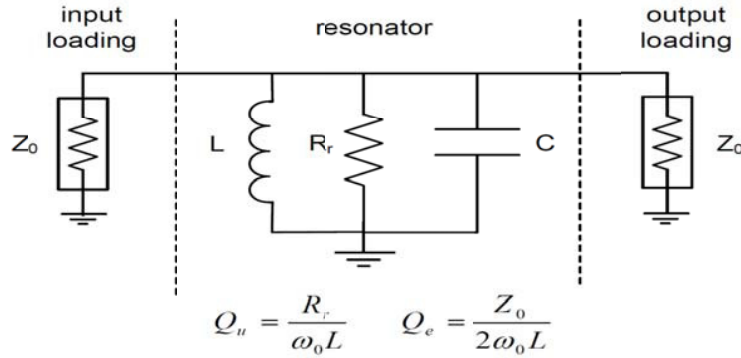 input loading
resonator
output loading
Z₀
L
Rᵣ
C
Z₀
Qᵤ = Rᵣ / ω₀L
Qₑ = Z₀ / 2ω₀L